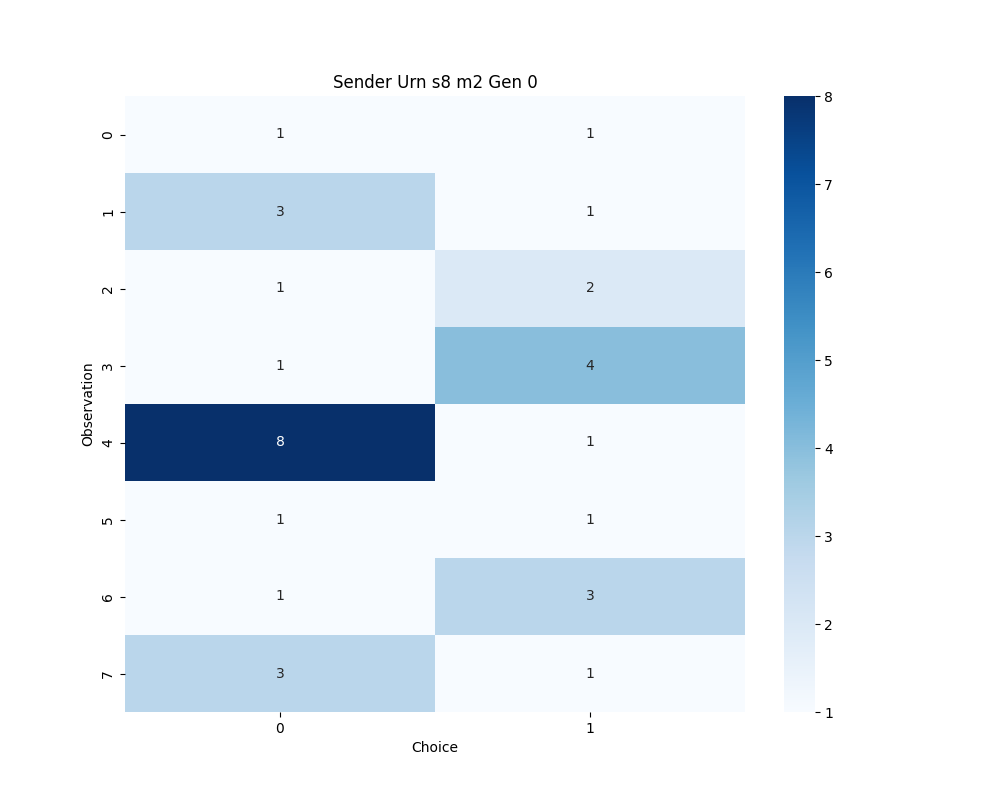 Sender Urn s8 m2 Gen 0
0 1 1 8
7
1 3 1
6
2 1 2
5
3 1 4
Observation
4 8 1 4
5 1 1 3
6 1 3
2
7 3 1
1
0 1
Choice